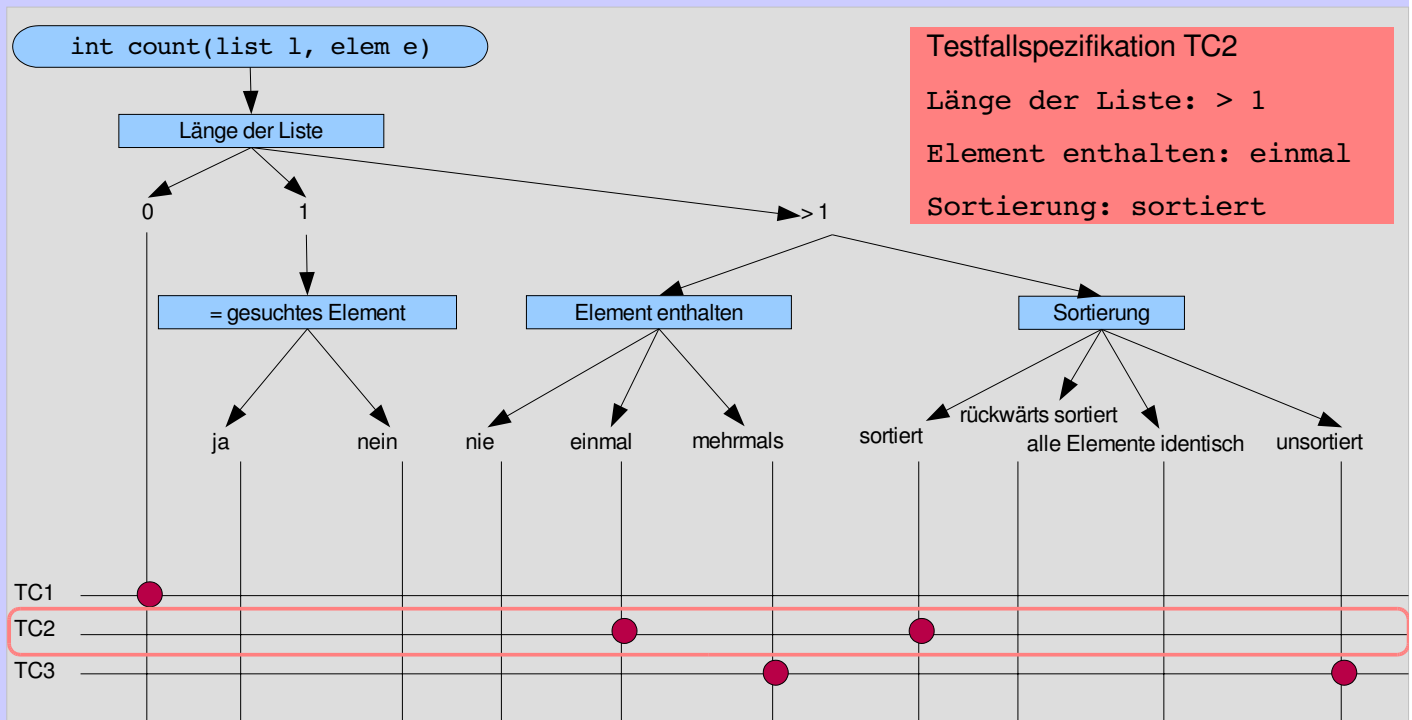 int count(list l, elem e)
Testfallspezifikation TC2
Länge der Liste: > 1
Element enthalten: einmal
Sortierung: sortiert
Länge der Liste
0
1
> 1
= gesuchtes Element
Element enthalten
Sortierung
ja
nein
nie
einmal
mehrmals
sortiert
rückwärts sortiert
alle Elemente identisch
unsortiert
TC1
TC2
TC3